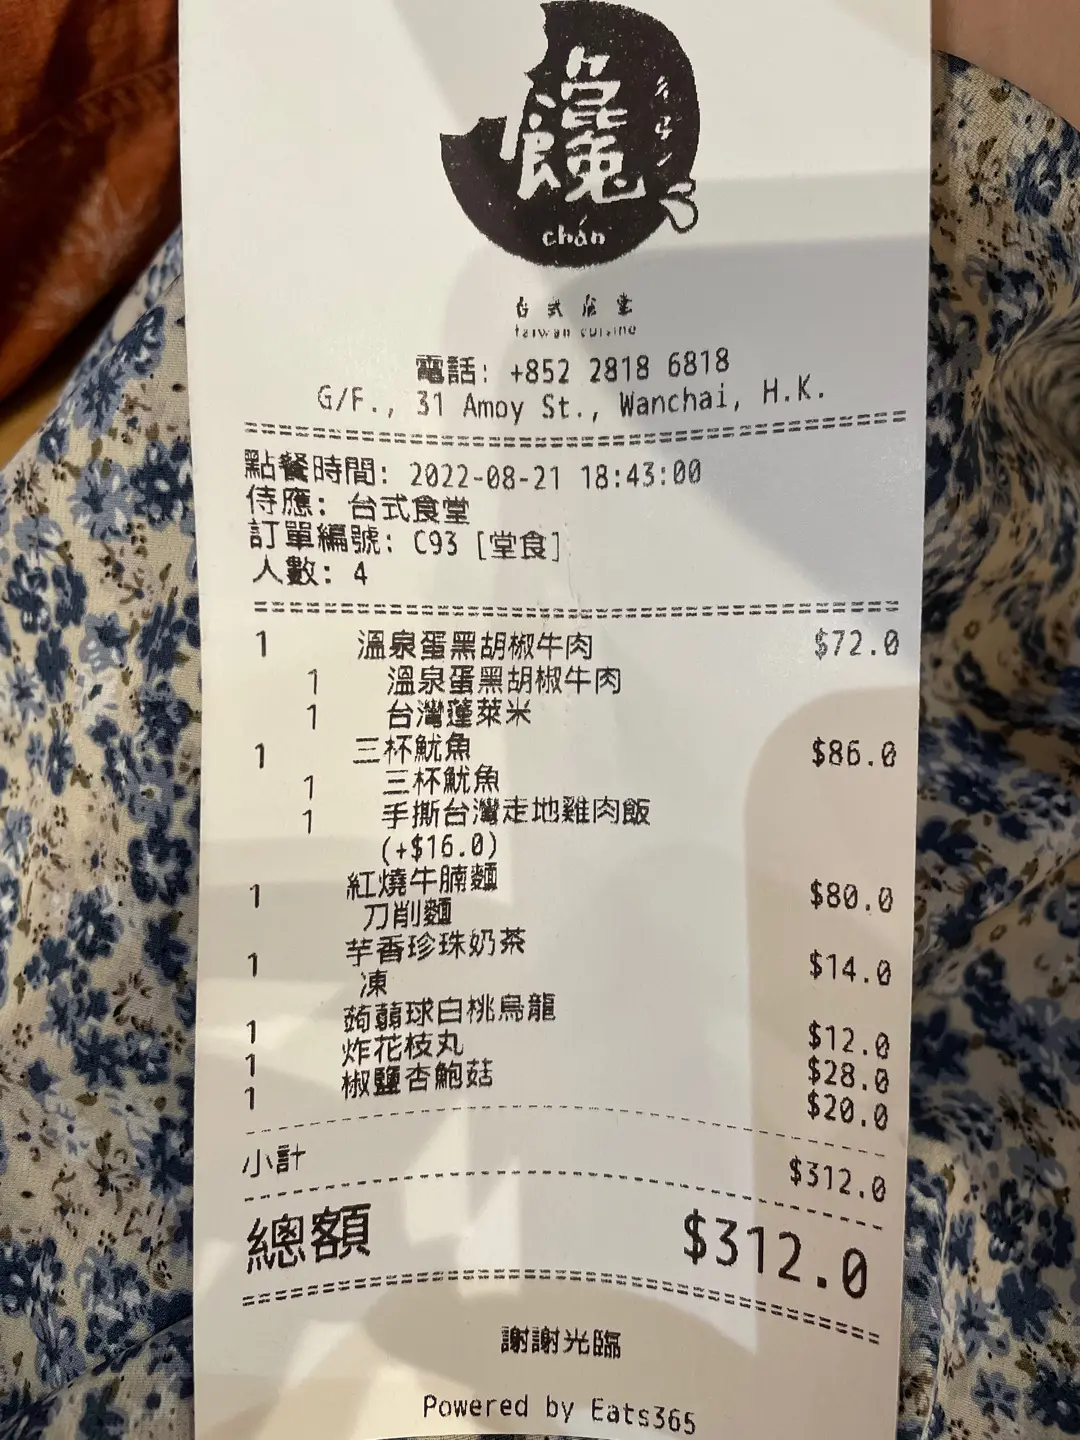 饞
ㄔㄢˊ
chán
台式食堂
taiwan cuisine
電話: +852 2818 6818
G/F., 31 Amoy St., Wanchai, H.K.
點餐時間: 2022-08-21 18:43:00
侍應: 台式食堂
訂單編號: C93 [堂食]
人數: 4
1 溫泉蛋黑胡椒牛肉 $72.0
1 溫泉蛋黑胡椒牛肉
1 台灣蓬萊米
1 三杯魷魚 $86.0
1 三杯魷魚
1 手撕台灣走地雞肉飯
(+$16.0)
1 紅燒牛腩麵 $80.0
刀削麵
1 芋香珍珠奶茶 $14.0
凍
1 蒟蒻球白桃烏龍 $12.0
1 炸花枝丸 $28.0
1 椒鹽杏鮑菇 $20.0
小計 $312.0
總額 $312.0
謝謝光臨
Powered by Eats365